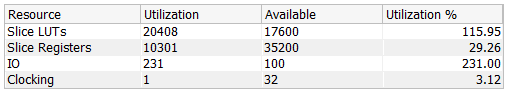 Resource Utilization Available Utilization %
Slice LUTs 20408 17600 115.95
Slice Registers 10301 35200 29.26
IO 231 100 231.00
Clocking 1 32 3.12